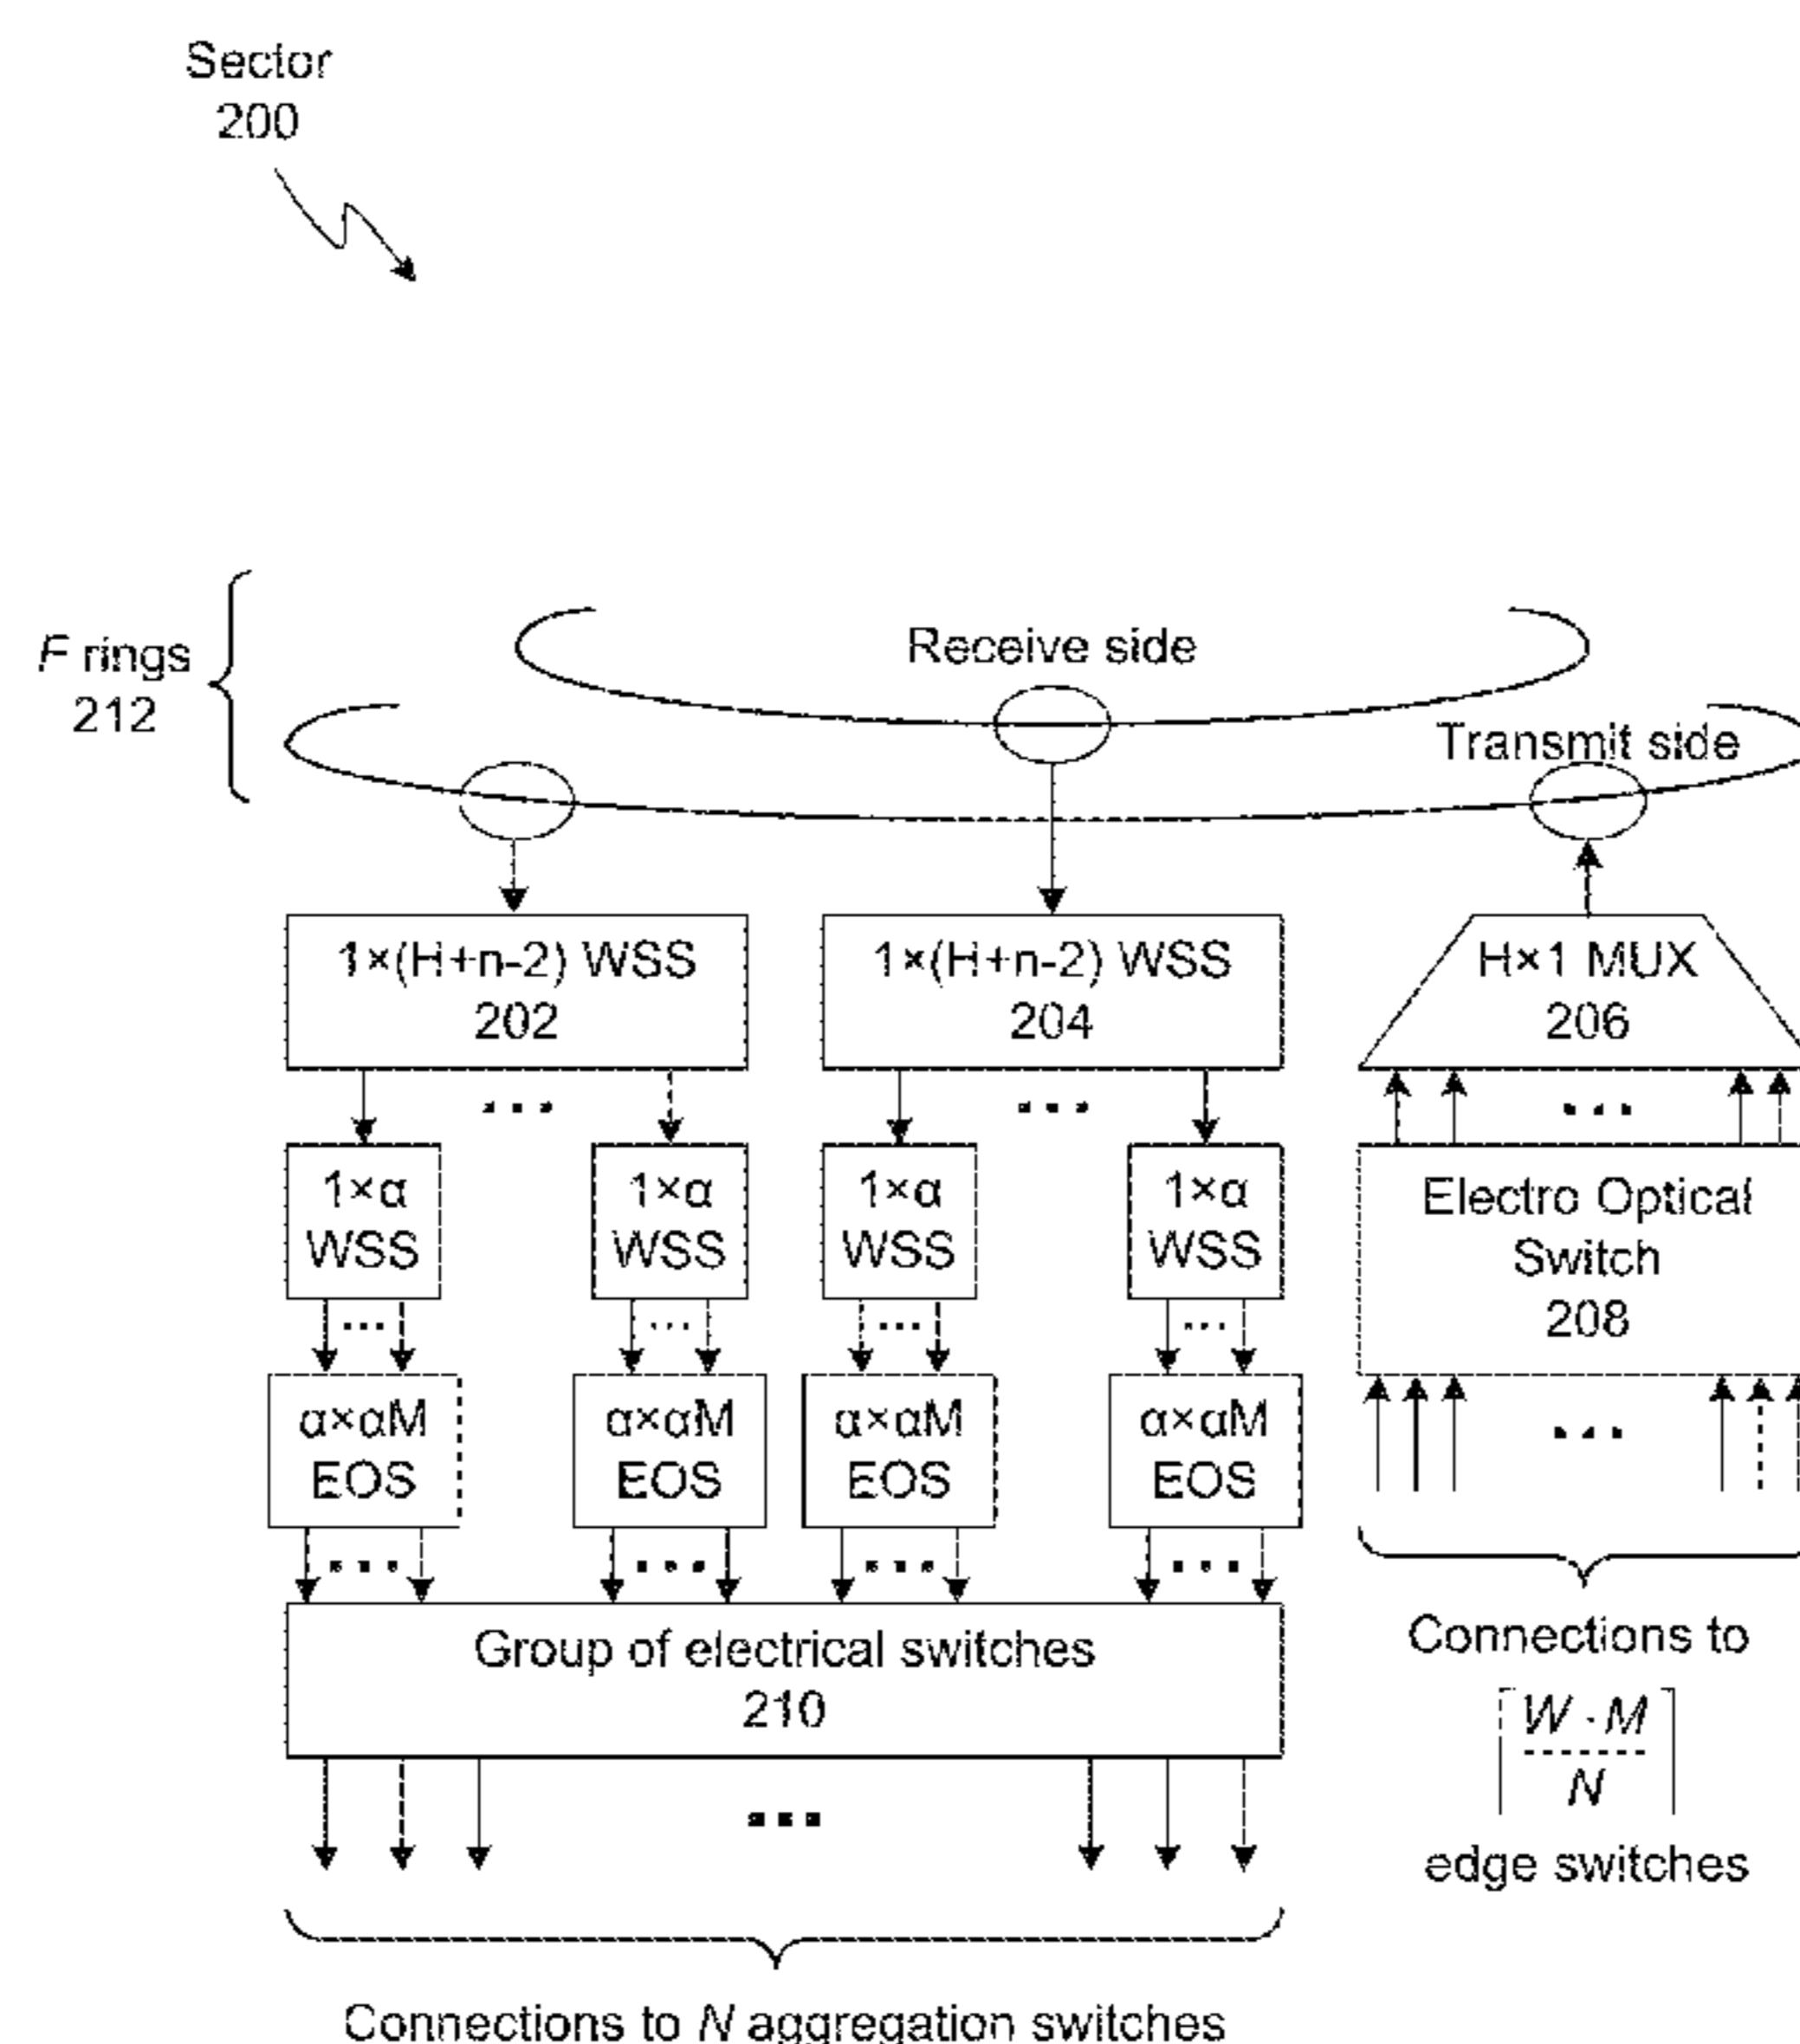 Sector
200
F rings
212
Receive side
Transmit side
1×(H+n-2) WSS
202
1×(H+n-2) WSS
204
H×1 MUX
206
...
...
...
1×α
WSS
1×α
WSS
1×α
WSS
1×α
WSS
Electro Optical
Switch
208
...
...
...
...
α×αM
EOS
α×αM
EOS
α×αM
EOS
α×αM
EOS
...
...
...
...
...
Group of electrical switches
210
Connections to
⌈W · M
N⌉
edge switches
...
Connections to N aggregation switches